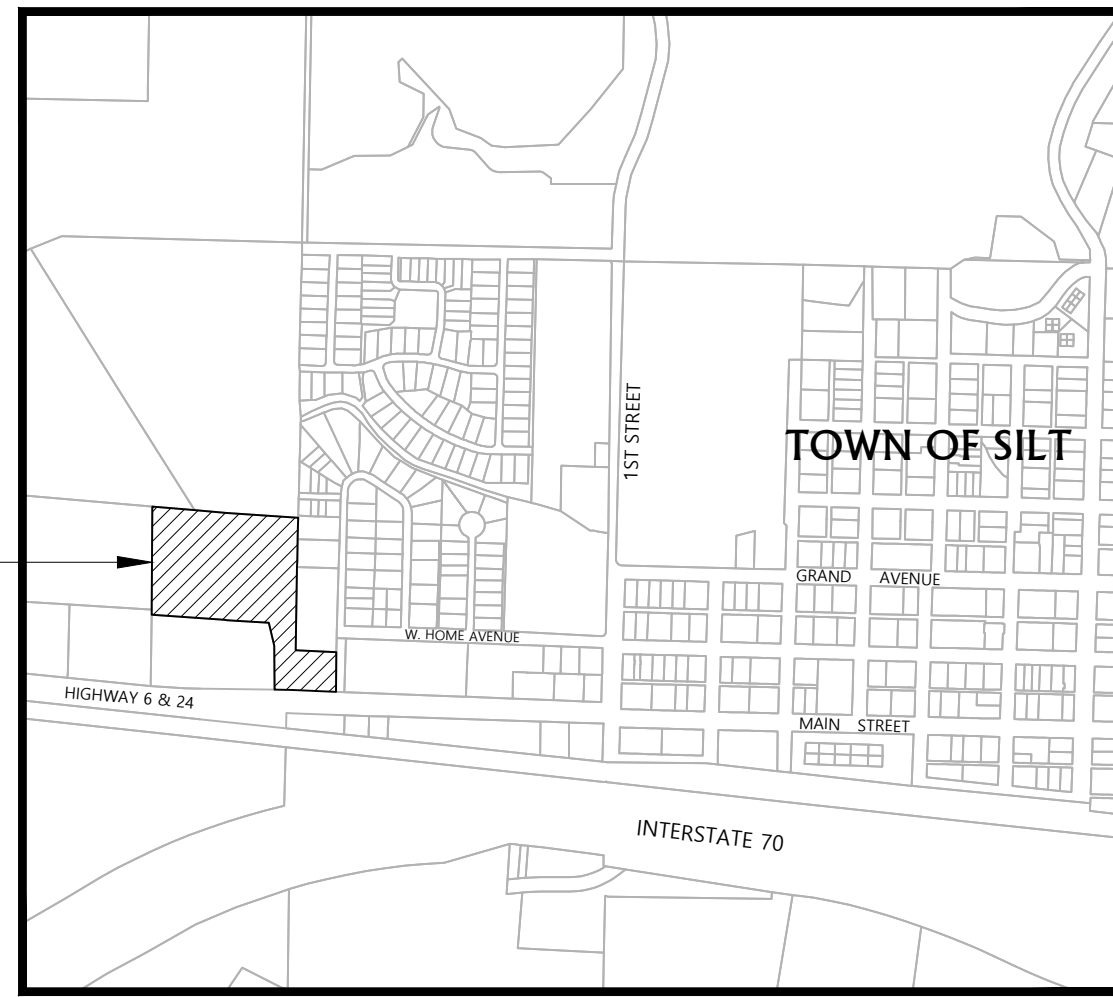 1ST STREET
TOWN OF SILT
GRAND AVENUE
W. HOME AVENUE
HIGHWAY 6 & 24
MAIN STREET
INTERSTATE 70